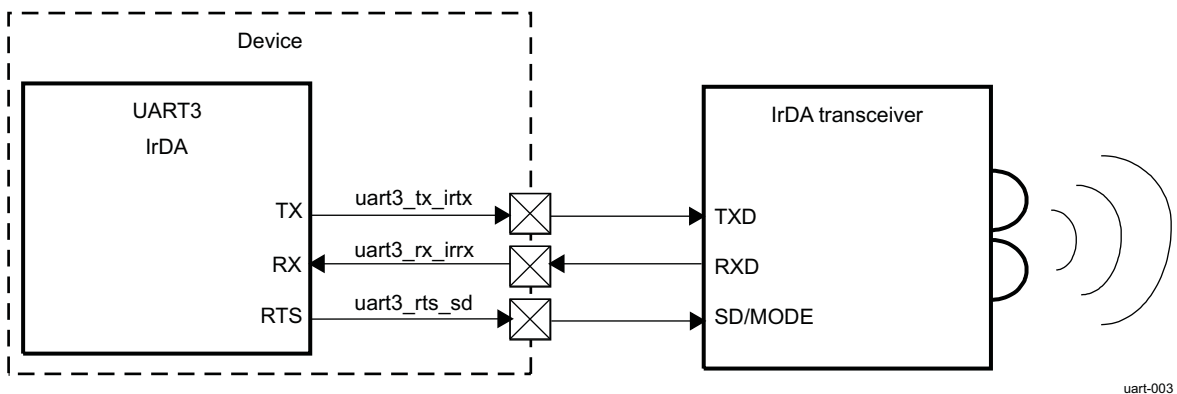 Device
UART3
IrDA
IrDA transceiver
TX
uart3_tx_irtx
TXD
RX
uart3_rx_irrx
RXD
RTS
uart3_rts_sd
SD/MODE
uart-003